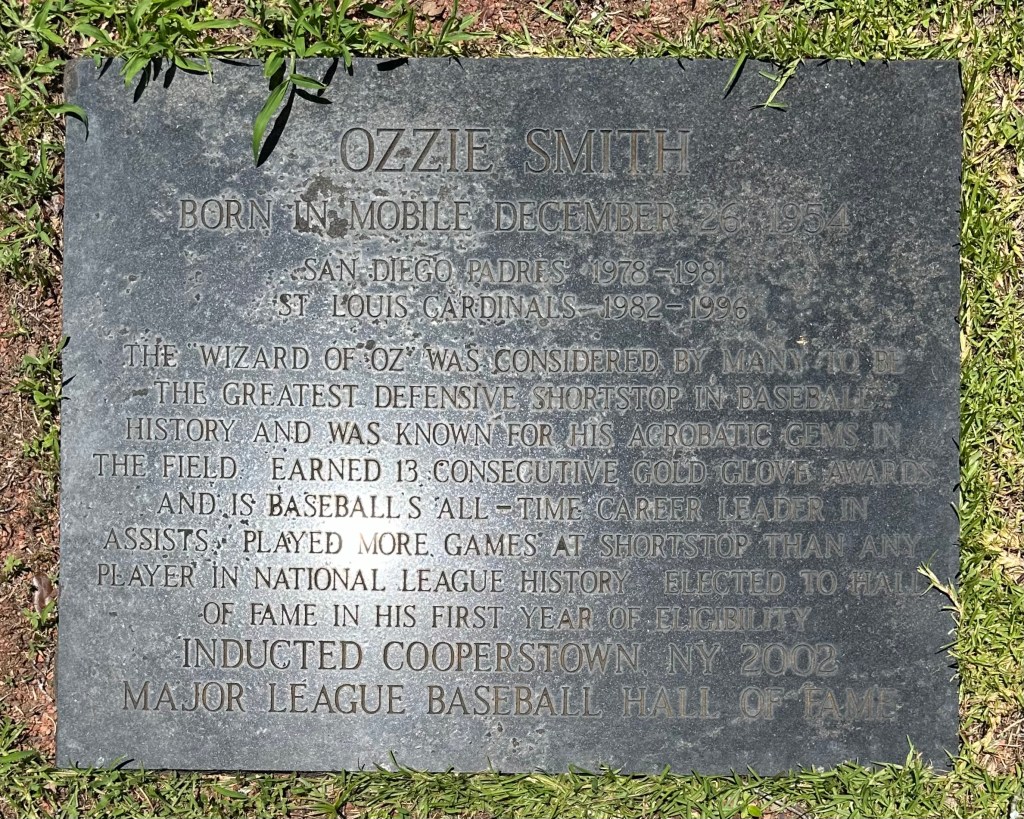 OZZIE SMITH
BORN IN MOBILE DECEMBER 26, 1954
SAN DIEGO PADRES 1978-1981
ST LOUIS CARDINALS-1982-1996
THE "WIZARD OF OZ" WAS CONSIDERED BY MANY TO BE
THE GREATEST DEFENSIVE SHORTSTOP IN BASEBALL
HISTORY AND WAS KNOWN FOR HIS ACROBATIC GEMS IN
THE FIELD. EARNED 13 CONSECUTIVE GOLD GLOVE AWARDS
AND IS BASEBALL'S ALL-TIME CAREER LEADER IN
ASSISTS. PLAYED MORE GAMES AT SHORTSTOP THAN ANY
PLAYER IN NATIONAL LEAGUE HISTORY ELECTED TO HALL
OF FAME IN HIS FIRST YEAR OF ELIGIBILITY
INDUCTED COOPERSTOWN NY 2002
MAJOR LEAGUE BASEBALL HALL OF FAME